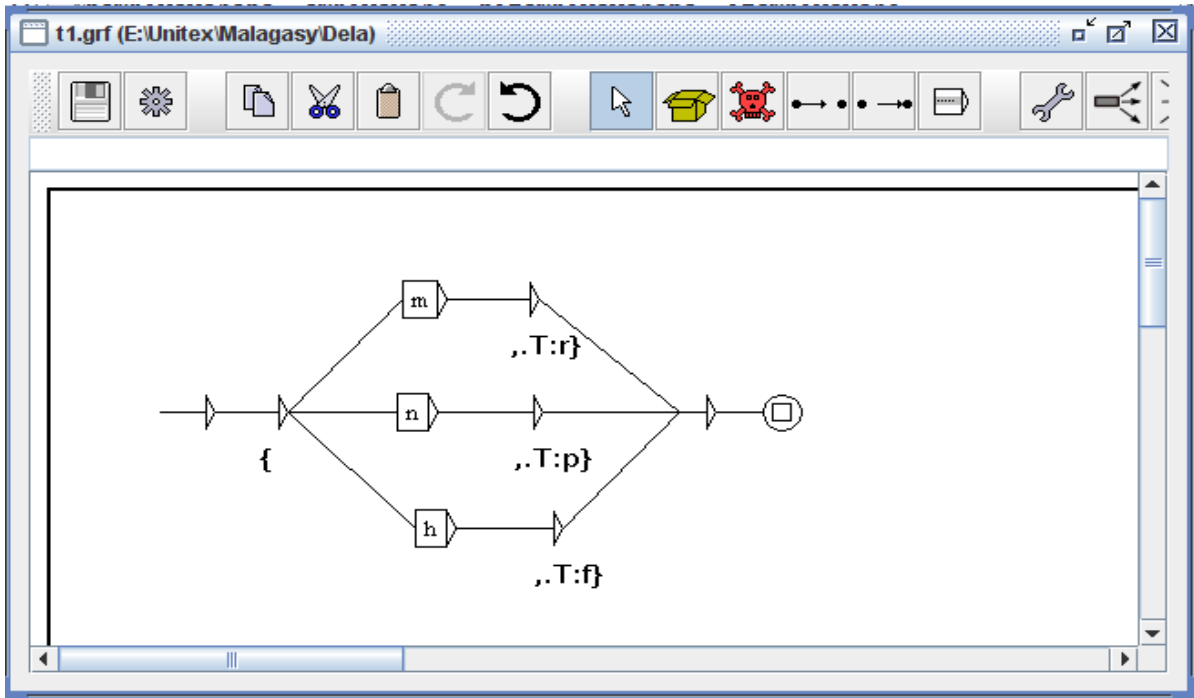 t1.grf (E:\Unitex\Malagasy\Dela)
m
,.T:r}
n
{
,.T:p}
h
,.T:f}